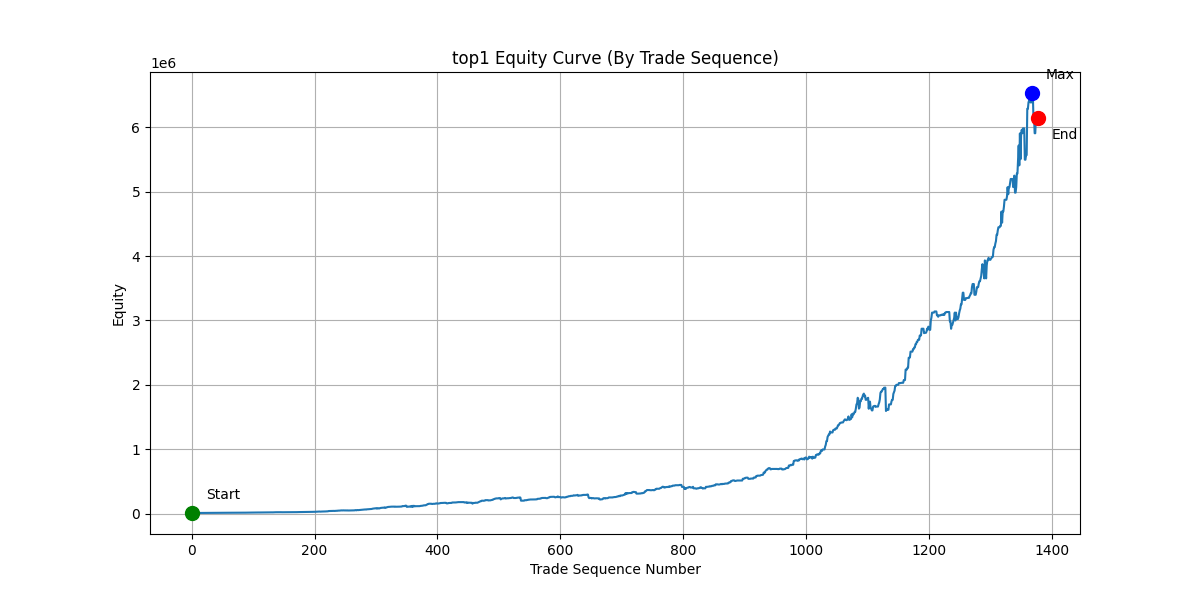 top1 Equity Curve (By Trade Sequence)
1e6
Max
6
End
5
4
Equity
3
2
1
Start
0
0 200 400 600 800 1000 1200 1400
Trade Sequence Number